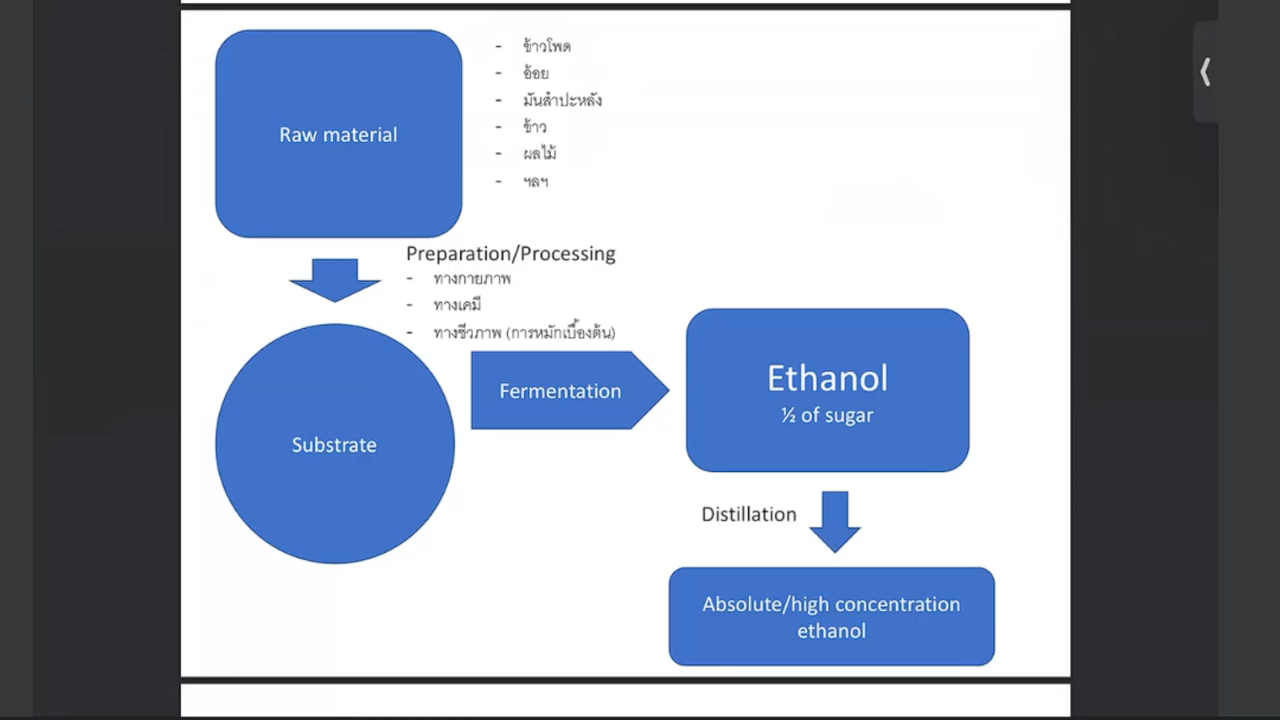 Raw material
- ข้าวโพด
- อ้อย
- มันสำปะหลัง
- ข้าว
- ผลไม้
- ฯลฯ
Preparation/Processing
- ทางกายภาพ
- ทางเคมี
- ทางชีวภาพ (การหมักเบื้องต้น)
Substrate
Fermentation
Ethanol
½ of sugar
Distillation
Absolute/high concentration
ethanol